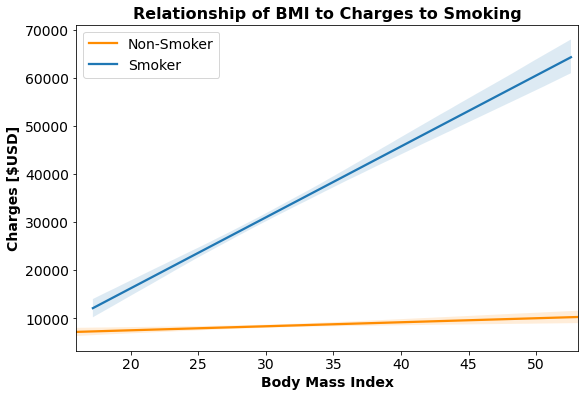 Relationship of BMI to Charges to Smoking
Non-Smoker
Smoker
Charges [$USD]
70000
60000
50000
40000
30000
20000
10000
20 25 30 35 40 45 50
Body Mass Index